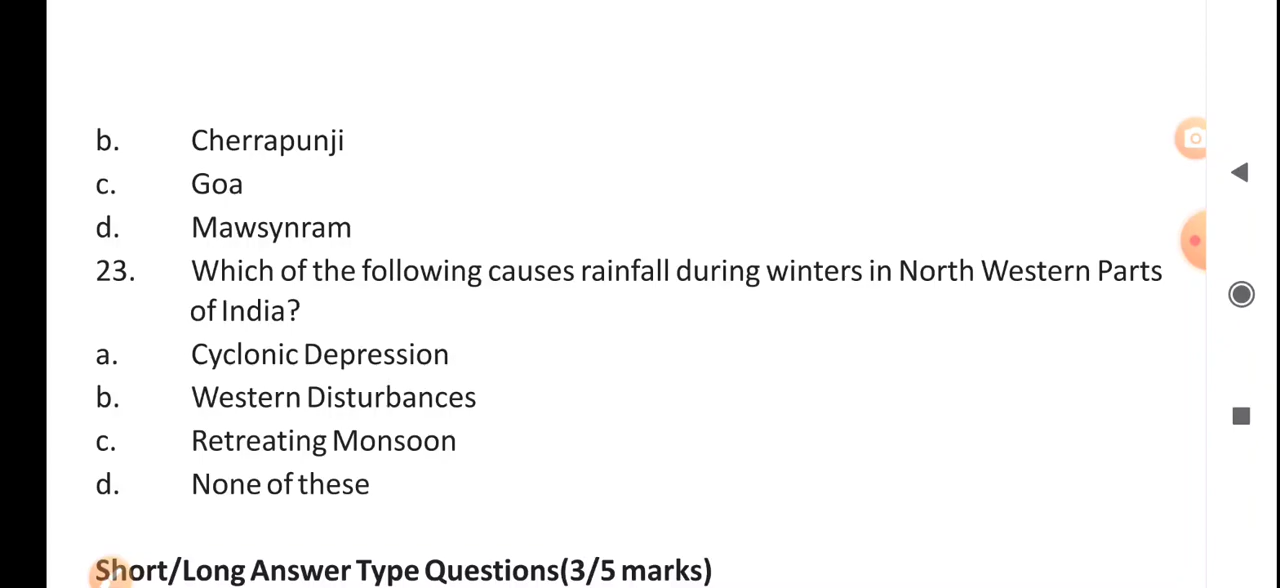 b. Cherrapunji
c. Goa
d. Mawsynram
23. Which of the following causes rainfall during winters in North Western Parts
of India?
a. Cyclonic Depression
b. Western Disturbances
c. Retreating Monsoon
d. None of these
Short/Long Answer Type Questions(3/5 marks)